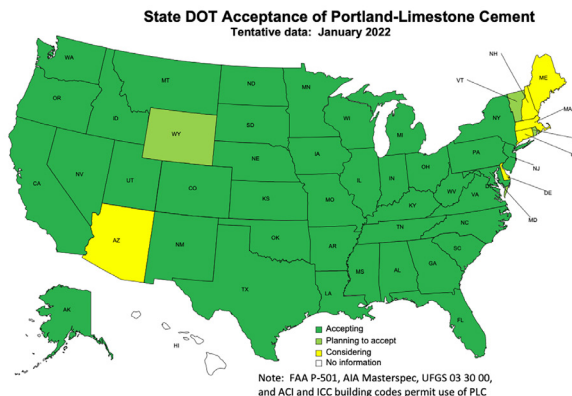 State DOT Acceptance of Portland-Limestone Cement
Tentative data: January 2022
WA
OR
CA
NV
ID
MT
WY
UT
AZ
CO
NM
ND
SD
NE
KS
OK
TX
MN
IA
MO
AR
LA
WI
IL
MI
IN
OH
KY
TN
MS
AL
GA
FL
SC
NC
VA
WV
PA
NY
VT
NH
ME
MA
NJ
DE
MD
AK
HI
Accepting
Planning to accept
Considering
No information
Note: FAA P-501, AIA Masterspec, UFGS 03 30 00,
and ACI and ICC building codes permit use of PLC